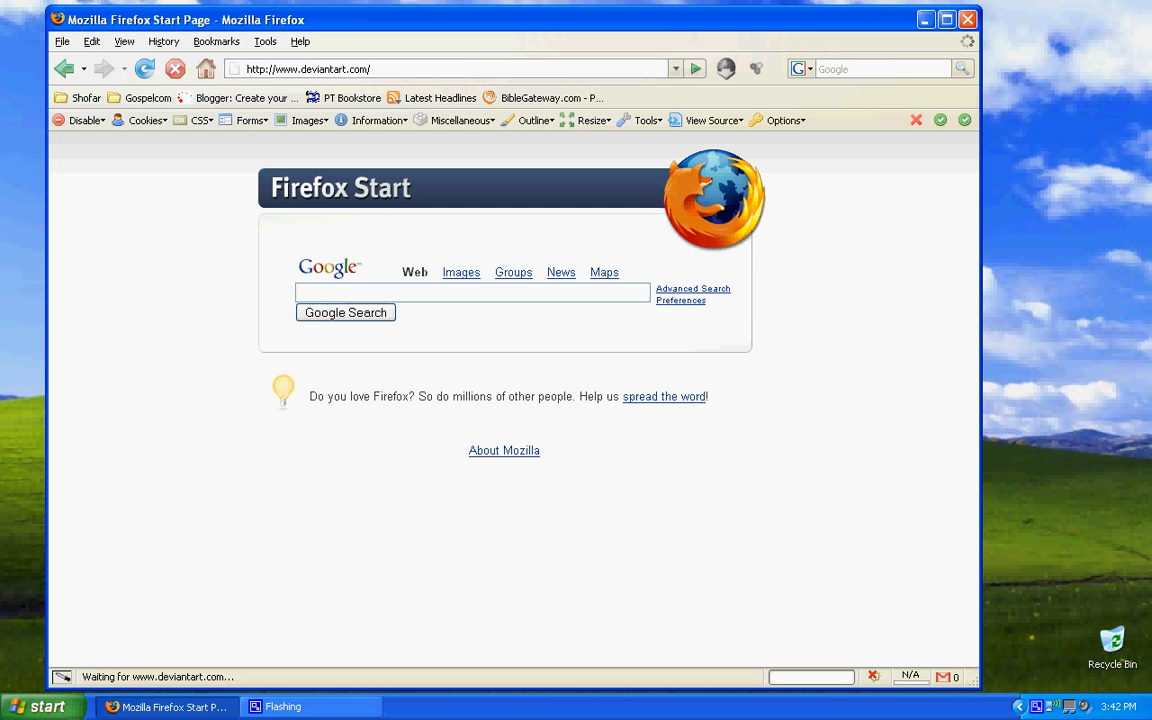 Mozilla Firefox Start Page - Mozilla Firefox
File Edit View History Bookmarks Tools Help
http://www.deviantart.com/ G Google
Shofar Gospelcom Blogger: Create your ... PT Bookstore Latest Headlines BibleGateway.com - P...
Disable Cookies CSS Forms Images Information Miscellaneous Outline Resize Tools View Source Options
Firefox Start
Google™ Web Images Groups News Maps
Advanced Search
Preferences
Google Search
Do you love Firefox? So do millions of other people. Help us spread the word!
About Mozilla
Recycle Bin
Waiting for www.deviantart.com... N/A 0
start Mozilla Firefox Start P... Flashing 3:42 PM